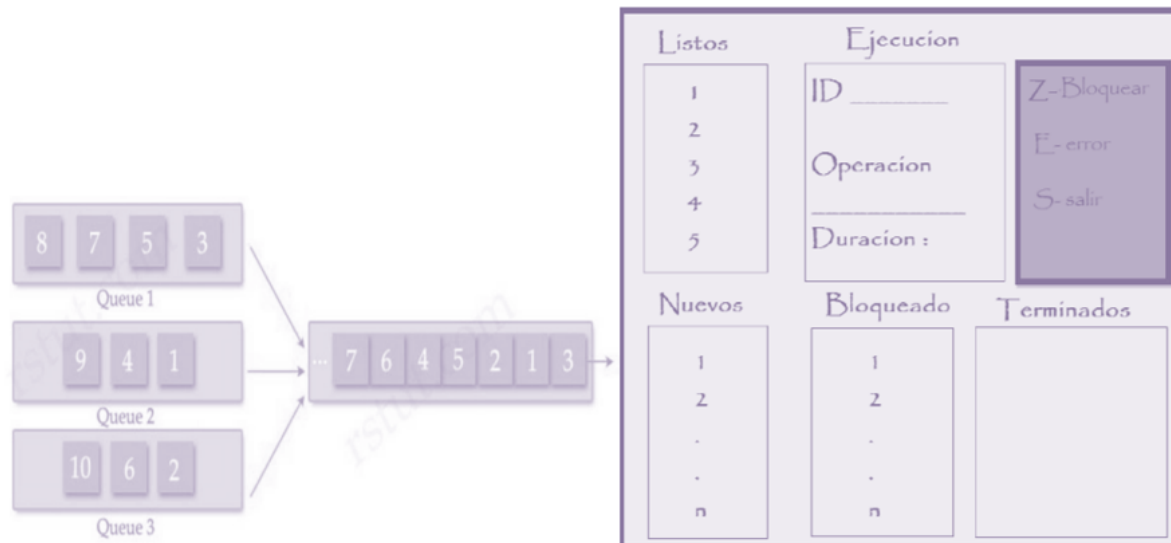 8 7 5 3
Queue 1
9 4 1
Queue 2
10 6 2
Queue 3
... 7 6 4 5 2 1 3
Listos
1
2
3
4
5
Ejecucion
ID ________
Operacion
_____________
Duracion :
Z-Bloquear
E- error
S- salir
Nuevos
1
2
.
.
n
Bloqueado
1
2
.
.
n
Terminados